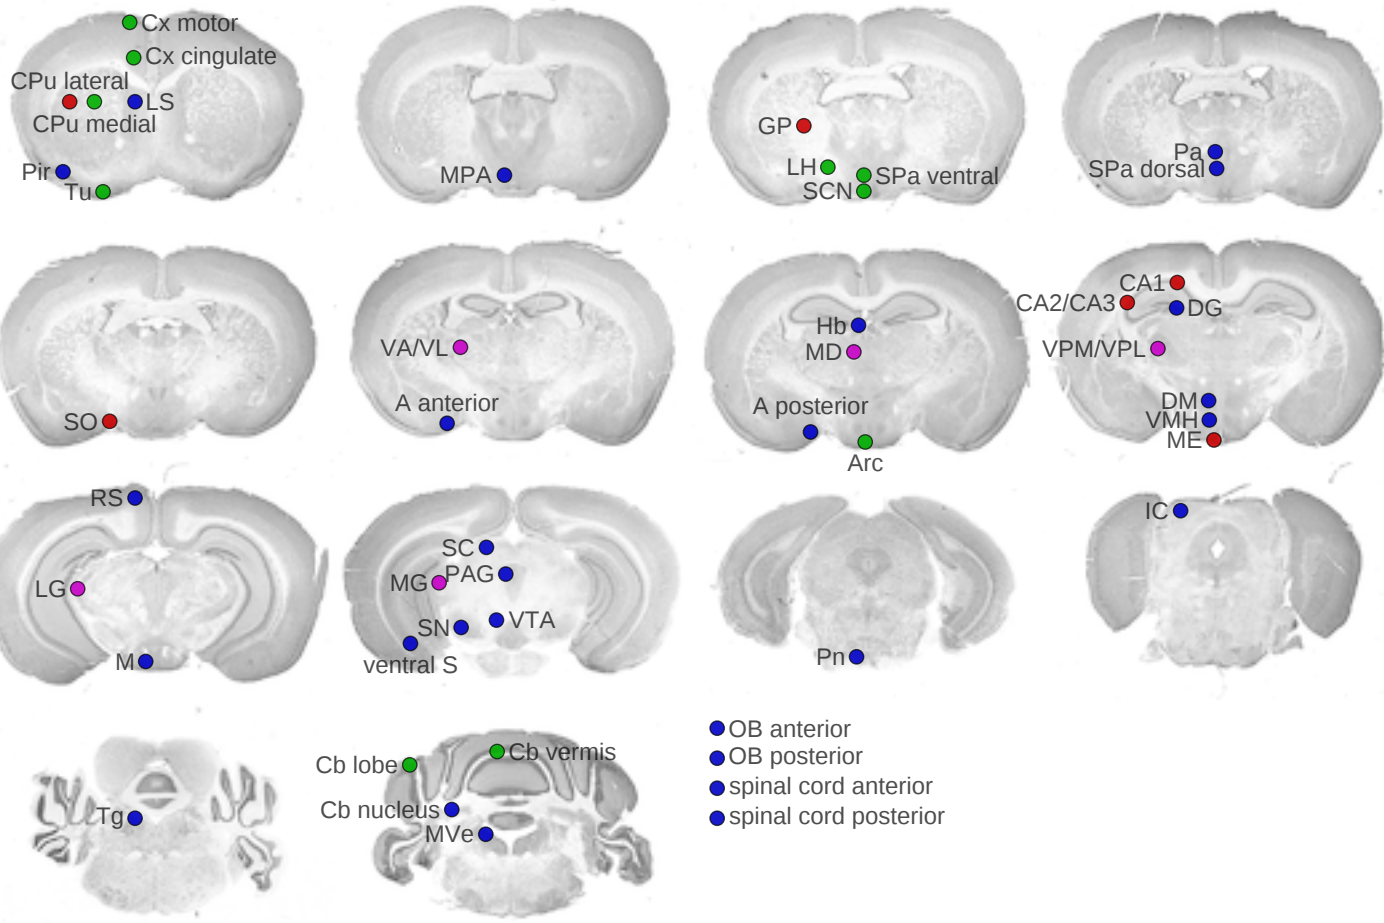 Cx motor
Cx cingulate
CPu lateral
LS
CPu medial
Pir
Tu
MPA
GP
LH
SPa ventral
SCN
Pa
SPa dorsal
SO
VA/VL
A anterior
Hb
MD
A posterior
Arc
CA1
CA2/CA3
DG
VPM/VPL
DM
VMH
ME
RS
LG
M
SC
MG
PAG
SN
VTA
ventral S
Pn
IC
Tg
Cb lobe
Cb vermis
Cb nucleus
MVe
OB anterior
OB posterior
spinal cord anterior
spinal cord posterior